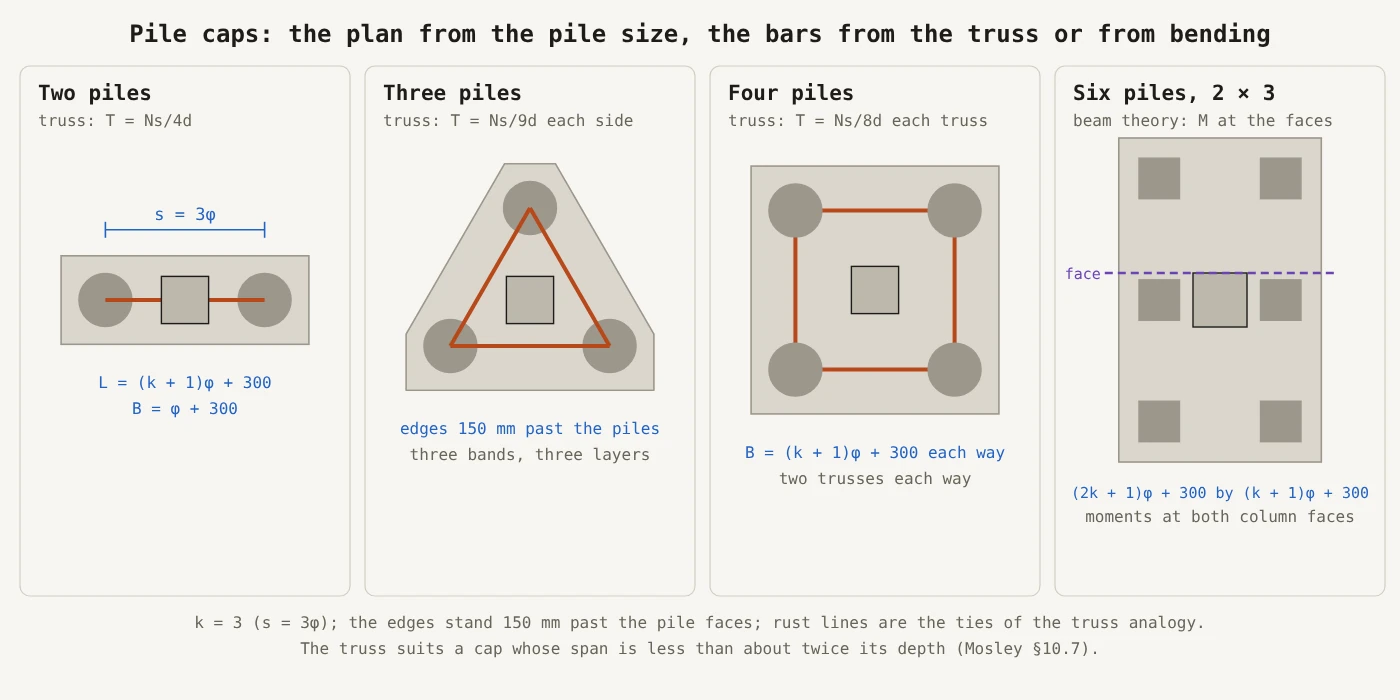 Pile caps: the plan from the pile size, the bars from the truss or from bending
Two piles
truss: T = Ns/4d
s = 3φ
L = (k + 1)φ + 300
B = φ + 300
Three piles
truss: T = Ns/9d each side
edges 150 mm past the piles
three bands, three layers
Four piles
truss: T = Ns/8d each truss
B = (k + 1)φ + 300 each way
two trusses each way
Six piles, 2 × 3
beam theory: M at the faces
face
(2k + 1)φ + 300 by (k + 1)φ + 300
moments at both column faces
k = 3 (s = 3φ); the edges stand 150 mm past the pile faces; rust lines are the ties of the truss analogy.
The truss suits a cap whose span is less than about twice its depth (Mosley §10.7).